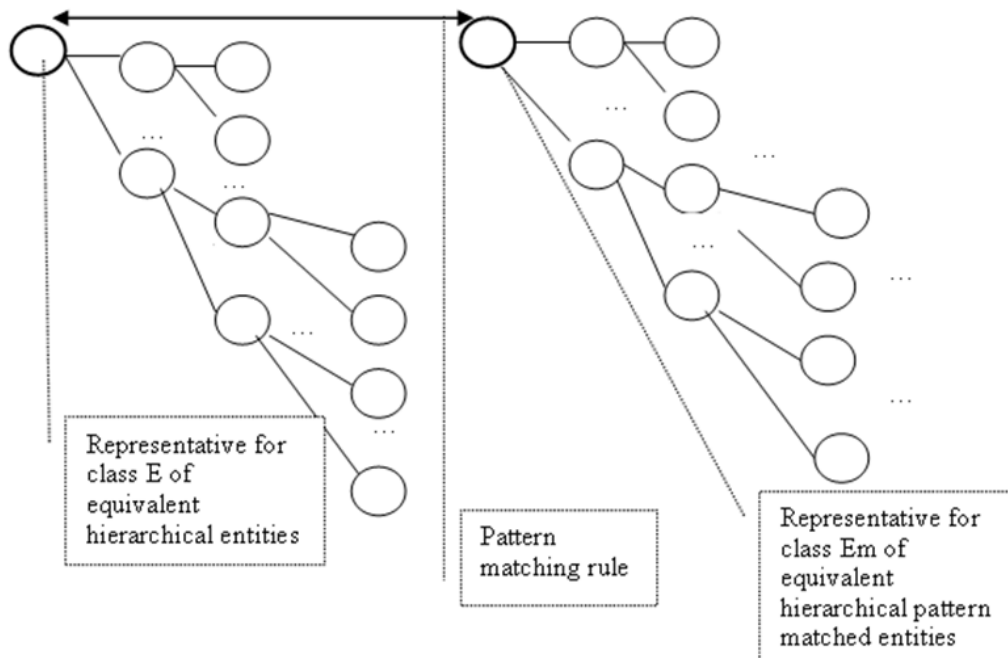 ...
...
...
...
...
...
...
...
...
Representative for
class E of
equivalent
hierarchical entities
Pattern
matching rule
Representative for
class Em of
equivalent
hierarchical pattern
matched entities